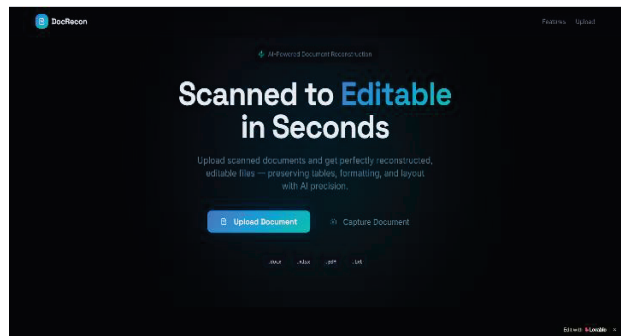 DocRecon
Features Upload
AI-Powered Document Reconstruction
Scanned to Editable
in Seconds
Upload scanned documents and get perfectly reconstructed,
editable files — preserving tables, formatting, and layout
with AI precision.
Upload Document
Capture Document
.docx .xlsx .pdf .txt
Edit with Lovable ×